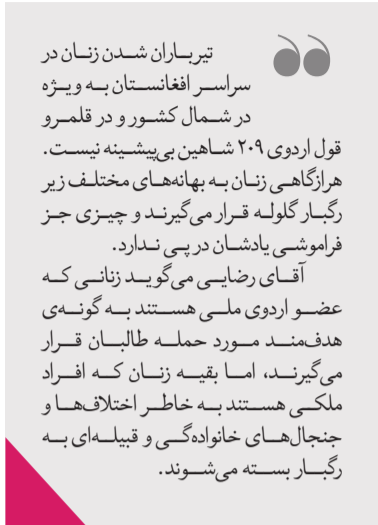 تیرباران شدن زنان در
سراسر افغانستان به ویژه
در شمال کشور و در قلمرو
قول اردوی ۲۰۹ شاهین بی‌پیشینه نیست.
هرازگاهی زنان به بهانه‌های مختلف زیر
رگبار گلوله قرار می‌گیرند و چیزی جز
فراموشی یادشان در پی ندارد.
آقای رضایی می‌گوید زنانی که
عضو اردوی ملی هستند به گونه‌ی
هدف‌مند مورد حمله طالبان قرار
می‌گیرند، اما بقیه زنان که افراد
ملکی هستند به خاطر اختلاف‌ها و
جنجال‌های خانوادگی و قبیله‌ای به
رگبار بسته می‌شوند.